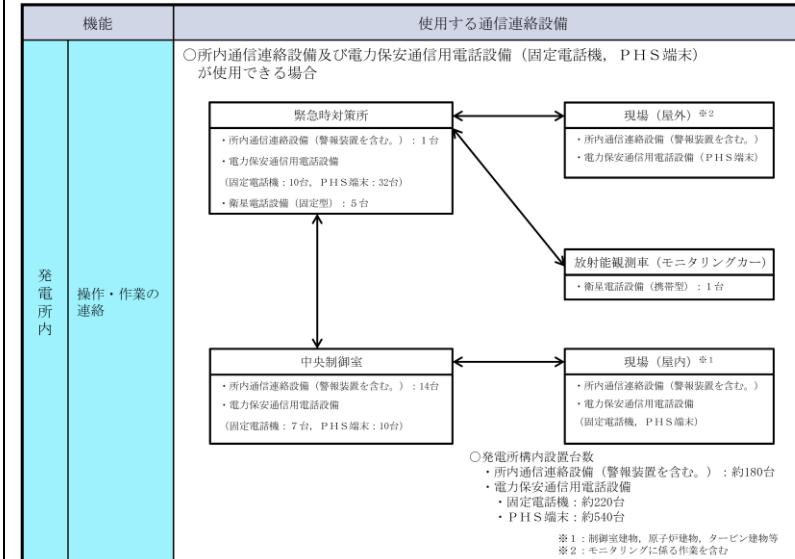 機能
使用する通信連絡設備
発電所内
操作・作業の
連絡
○所内通信連絡設備及び電力保安通信用電話設備（固定電話機，ＰＨＳ端末）
が使用できる場合
緊急時対策所
・所内通信連絡設備（警報装置を含む。）：１台
・電力保安通信用電話設備
（固定電話機：10台，ＰＨＳ端末：32台）
・衛星電話設備（固定型）：５台
現場（屋外）※２
・所内通信連絡設備（警報装置を含む。）
・電力保安通信用電話設備（ＰＨＳ端末）
放射能観測車（モニタリングカー）
・衛星電話設備（携帯型）：１台
中央制御室
・所内通信連絡設備（警報装置を含む。）：14台
・電力保安通信用電話設備
（固定電話機：７台，ＰＨＳ端末：10台）
現場（屋内）※１
・所内通信連絡設備（警報装置を含む。）
・電力保安通信用電話設備
（固定電話機，ＰＨＳ端末）
○発電所構内設置台数
・所内通信連絡設備（警報装置を含む。）：約180台
・電力保安通信用電話設備
・固定電話機：約220台
・ＰＨＳ端末：約540台
※１：制御室建物，原子炉建物，タービン建物等
※２：モニタリングに係る作業を含む